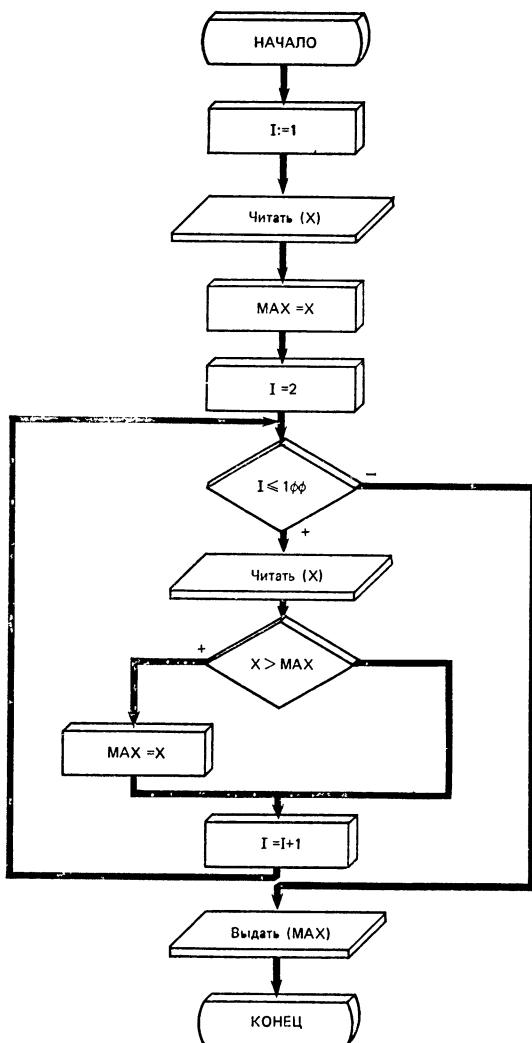 НАЧАЛО
I:=1
Читать (X)
MAX =X
I =2
I ≤ 1ϕϕ
−
+
Читать (X)
+
X > MAX
MAX =X
I =I+1
Выдать (MAX)
КОНЕЦ